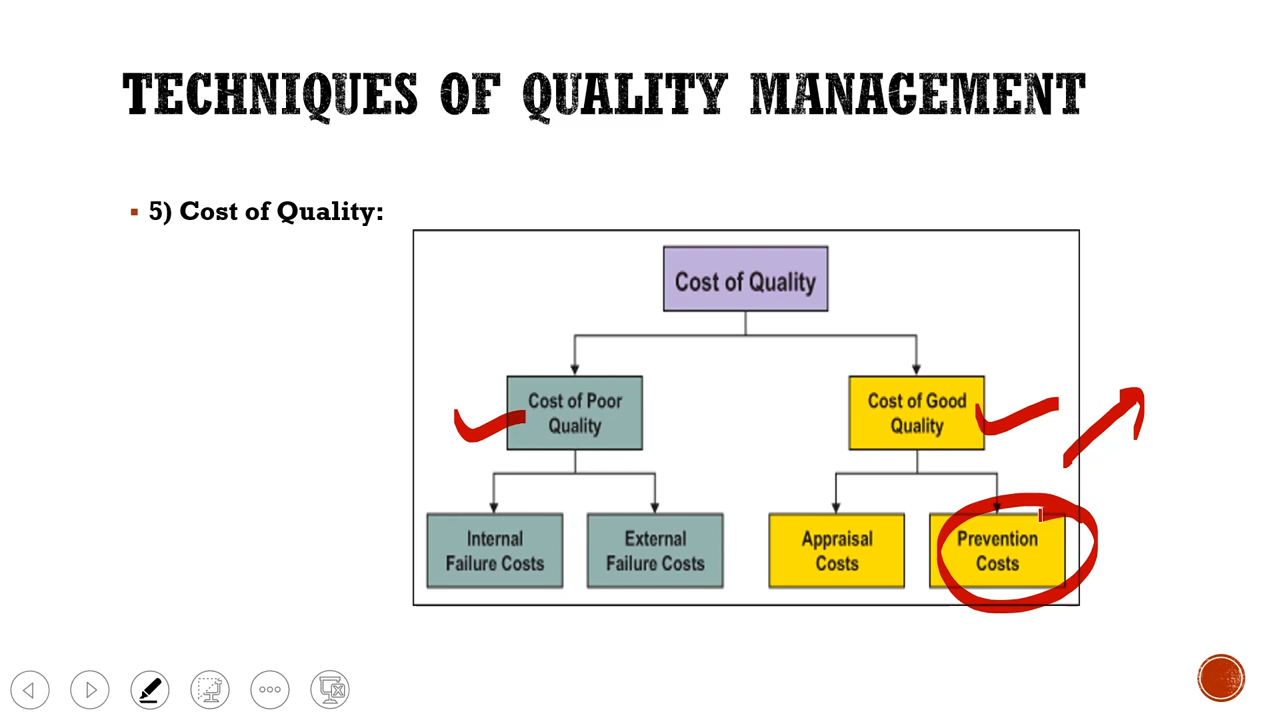 TECHNIQUES OF QUALITY MANAGEMENT
5) Cost of Quality:
Cost of Quality
Cost of Poor
Quality
Cost of Good
Quality
Internal
Failure Costs
External
Failure Costs
Appraisal
Costs
Prevention
Costs